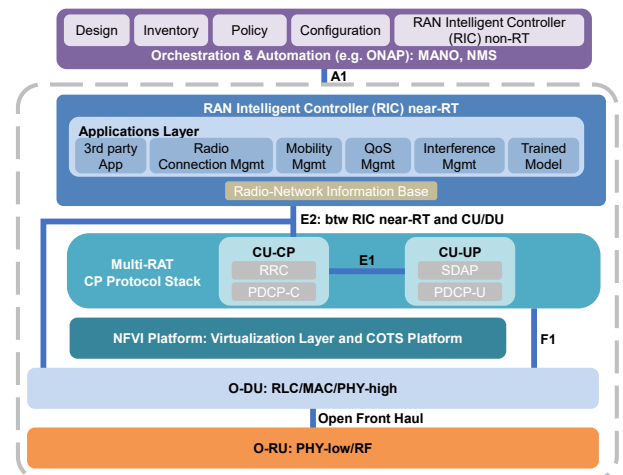 Design
Inventory
Policy
Configuration
RAN Intelligent Controller
(RIC) non-RT
Orchestration & Automation (e.g. ONAP): MANO, NMS
A1
RAN Intelligent Controller (RIC) near-RT
Applications Layer
3rd party
App
Radio
Connection Mgmt
Mobility
Mgmt
QoS
Mgmt
Interference
Mgmt
Trained
Model
Radio-Network Information Base
E2: btw RIC near-RT and CU/DU
Multi-RAT
CP Protocol Stack
CU-CP
RRC
PDCP-C
E1
CU-UP
SDAP
PDCP-U
NFVI Platform: Virtualization Layer and COTS Platform
F1
O-DU: RLC/MAC/PHY-high
Open Front Haul
O-RU: PHY-low/RF